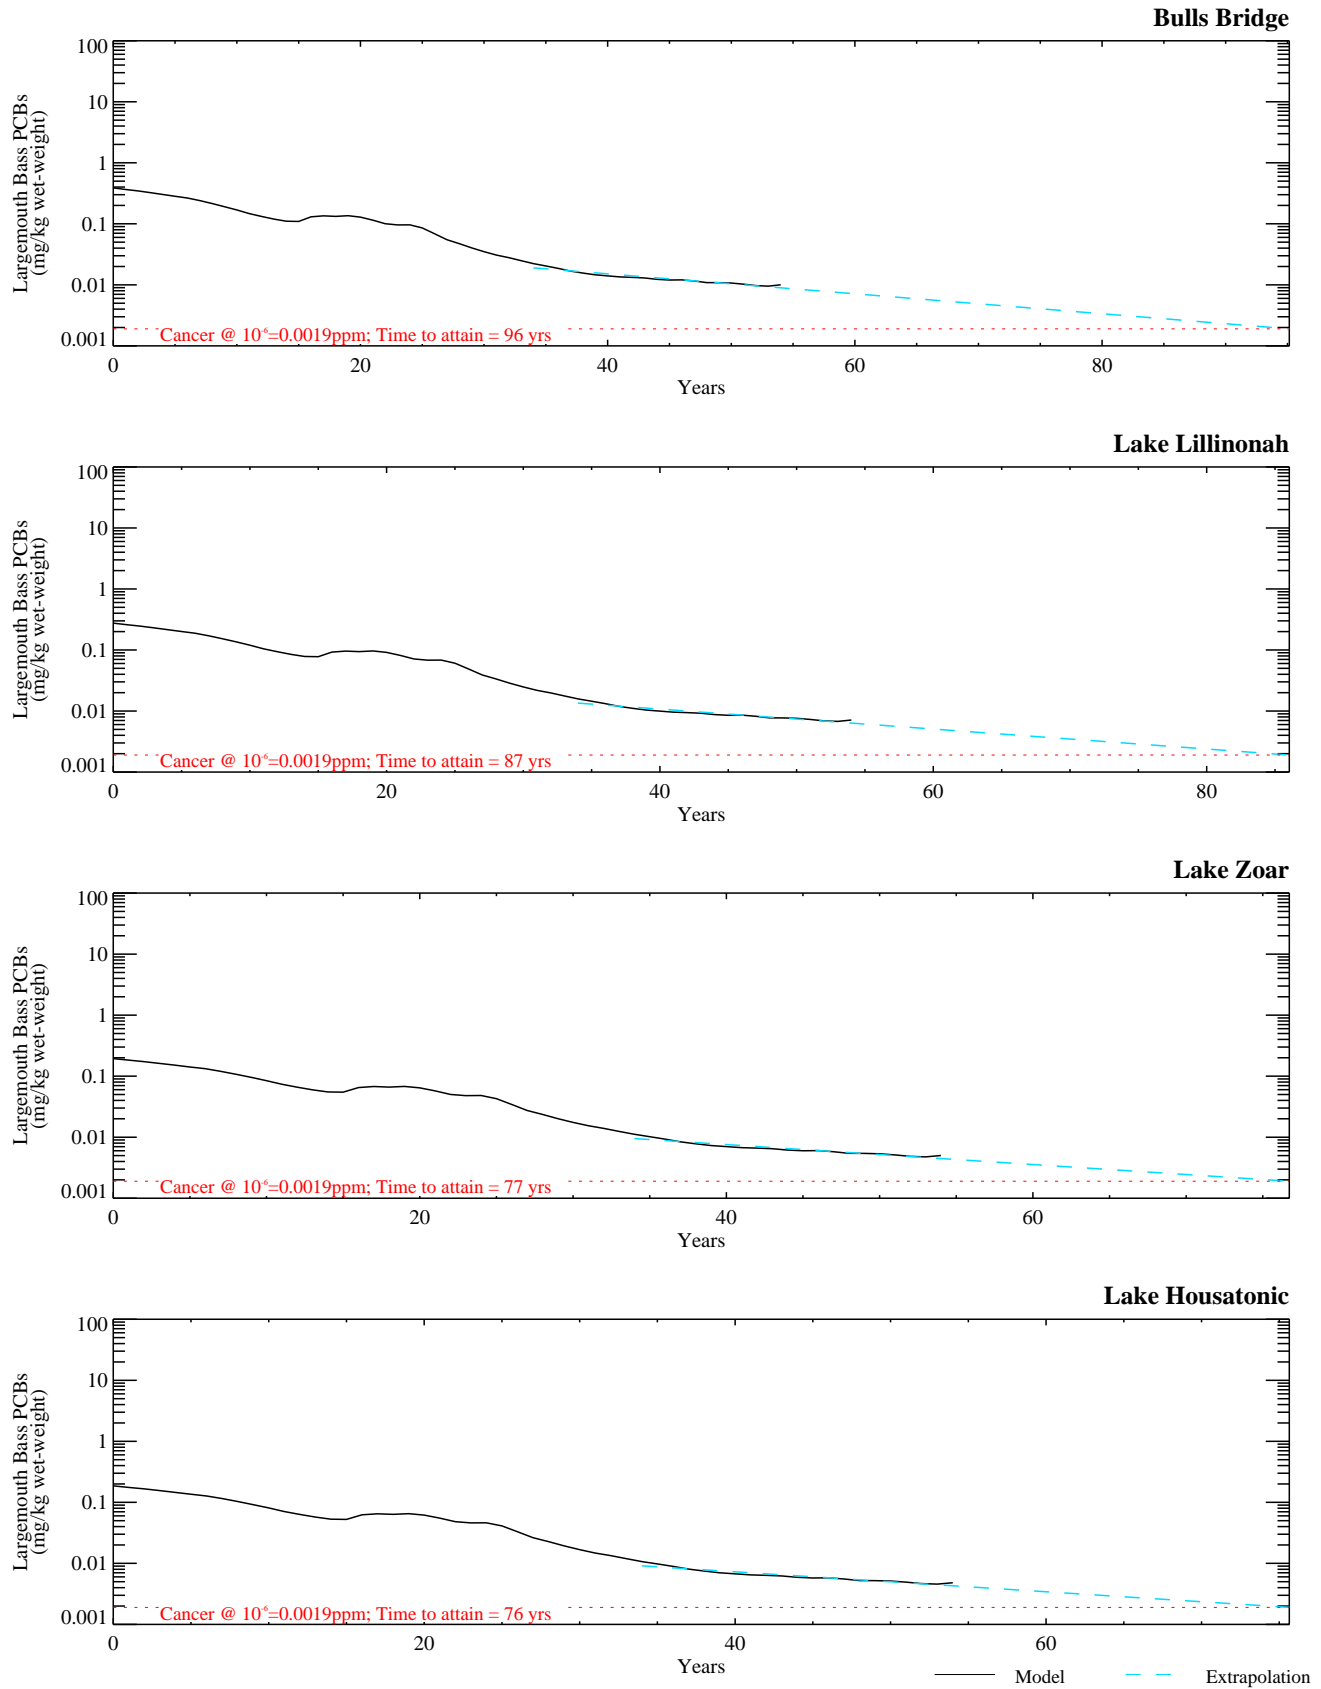 Bulls Bridge
Largemouth Bass PCBs
(mg/kg wet-weight)
100
10
1
0.1
0.01
0.001
Cancer @ 10⁻⁶=0.0019ppm; Time to attain = 96 yrs
0 20 40 60 80
Years
Lake Lillinonah
Largemouth Bass PCBs
(mg/kg wet-weight)
100
10
1
0.1
0.01
0.001
Cancer @ 10⁻⁶=0.0019ppm; Time to attain = 87 yrs
0 20 40 60 80
Years
Lake Zoar
Largemouth Bass PCBs
(mg/kg wet-weight)
100
10
1
0.1
0.01
0.001
Cancer @ 10⁻⁶=0.0019ppm; Time to attain = 77 yrs
0 20 40 60
Years
Lake Housatonic
Largemouth Bass PCBs
(mg/kg wet-weight)
100
10
1
0.1
0.01
0.001
Cancer @ 10⁻⁶=0.0019ppm; Time to attain = 76 yrs
0 20 40 60
Years
Model Extrapolation